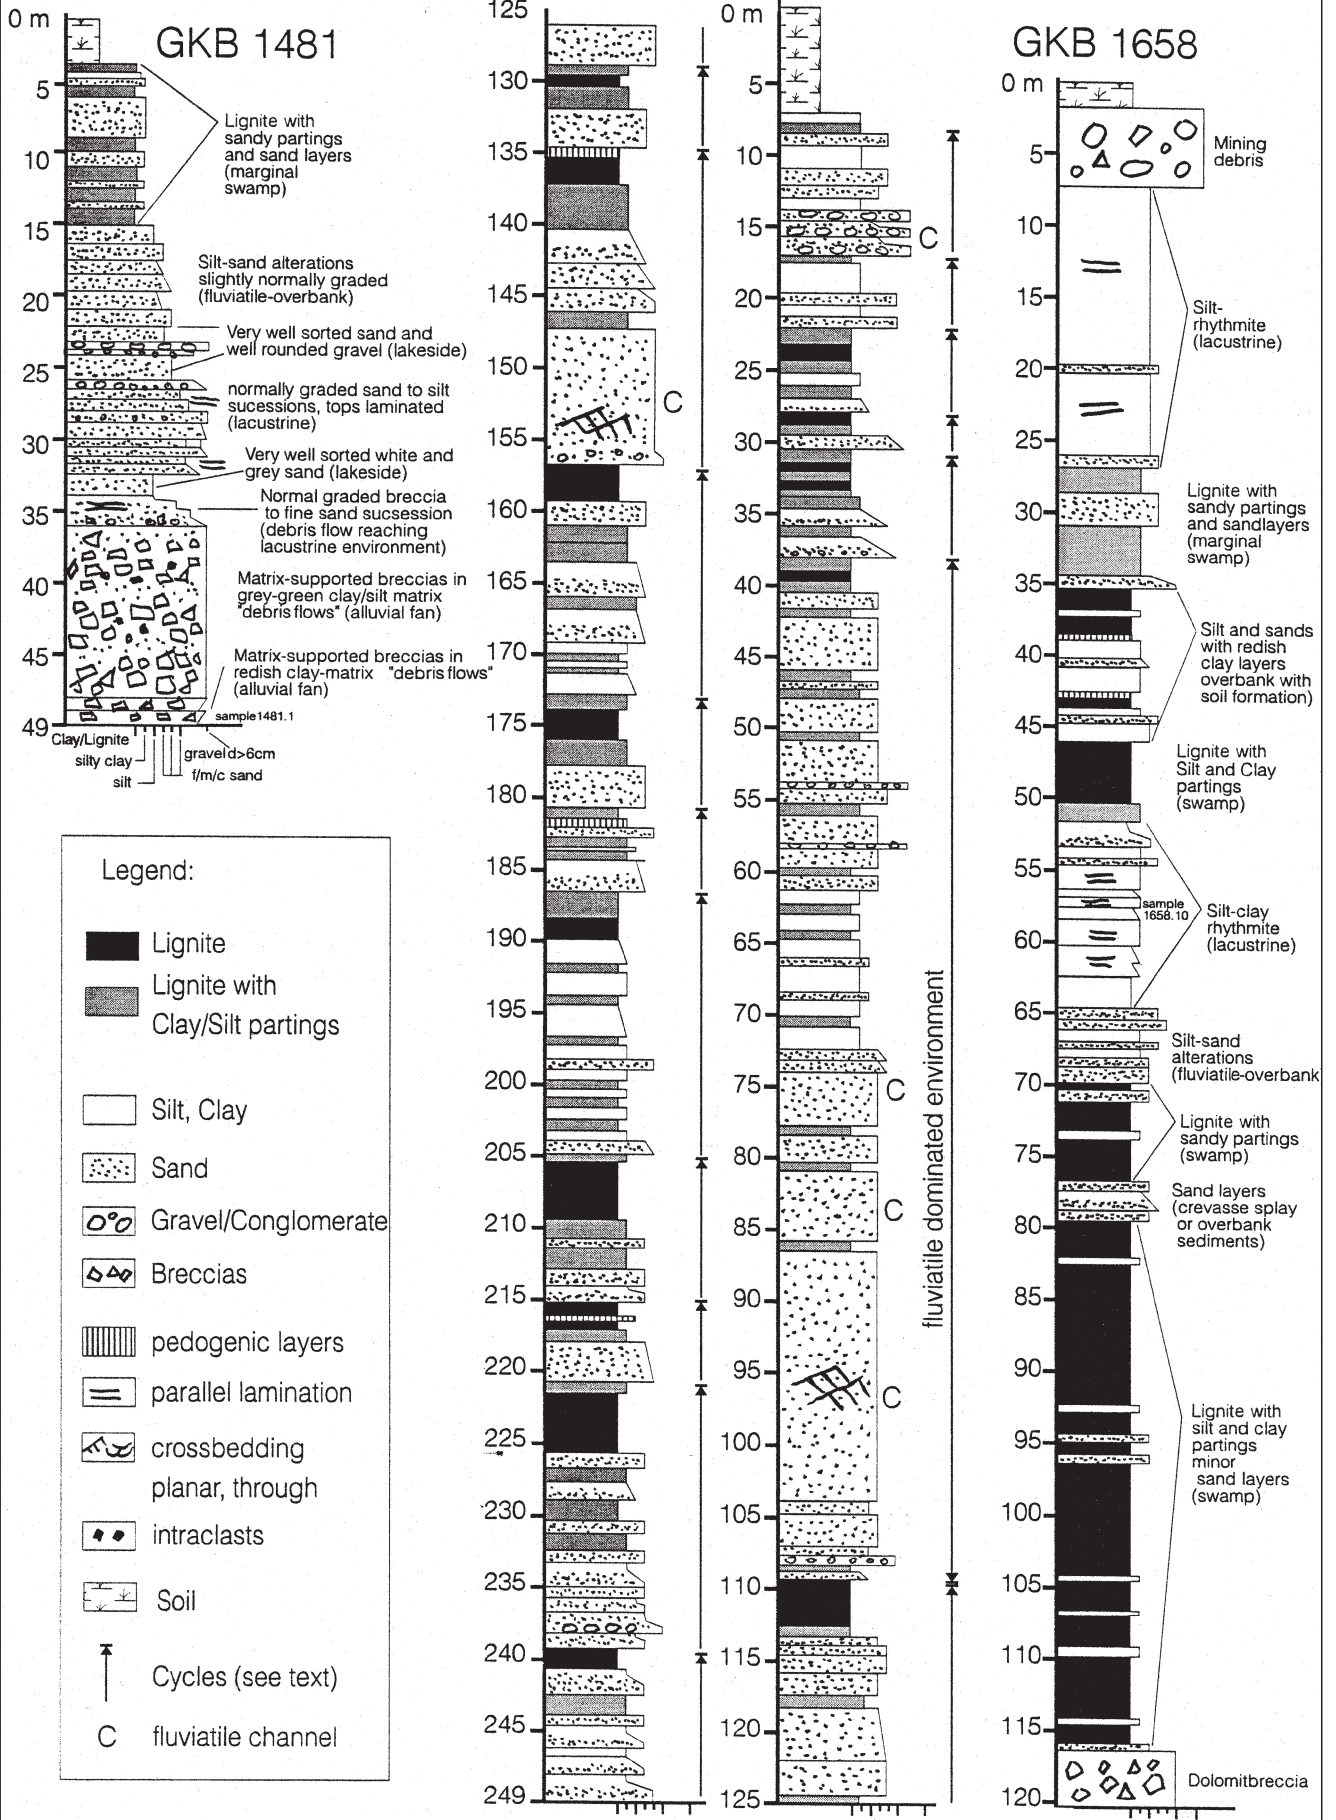 GKB 1481
0 m
5
10
15
20
25
30
35
40
45
49
Lignite with
sandy partings
and sand layers
(marginal
swamp)
Silt-sand alterations
slightly normally graded
(fluviatile-overbank)
Very well sorted sand and
well rounded gravel (lakeside)
normally graded sand to silt
sucessions, tops laminated
(lacustrine)
Very well sorted white and
grey sand (lakeside)
Normal graded breccia
to fine sand sucsession
(debris flow reaching
lacustrine environment)
Matrix-supported breccias in
grey-green clay/silt matrix
"debris flows" (alluvial fan)
Matrix-supported breccias in
redish clay-matrix "debris flows"
(alluvial fan)
sample1481.1
Clay/Lignite
silty clay
silt
gravel d>6cm
f/m/c sand
Legend:
Lignite
Lignite with
Clay/Silt partings
Silt, Clay
Sand
Gravel/Conglomerate
Breccias
pedogenic layers
parallel lamination
crossbedding
planar, through
intraclasts
Soil
Cycles (see text)
C fluviatile channel
125
130
135
140
145
150
155
160
165
170
175
180
185
190
195
200
205
210
215
220
225
230
235
240
245
249
C
0 m
5
10
15
20
25
30
35
40
45
50
55
60
65
70
75
80
85
90
95
100
105
110
115
120
125
C
C
C
C
fluviatile dominated environment
GKB 1658
0 m
5
10
15
20
25
30
35
40
45
50
55
60
65
70
75
80
85
90
95
100
105
110
115
120
Mining
debris
Silt-
rhythmite
(lacustrine)
Lignite with
sandy partings
and sandlayers
(marginal
swamp)
Silt and sands
with redish
clay layers
overbank with
soil formation)
Lignite with
Silt and Clay
partings
(swamp)
sample
1658.10
Silt-clay
rhythmite
(lacustrine)
Silt-sand
alterations
(fluviatile-overbank
Lignite with
sandy partings
(swamp)
Sand layers
(crevasse splay
or overbank
sediments)
Lignite with
silt and clay
partings
minor
sand layers
(swamp)
Dolomitbreccia